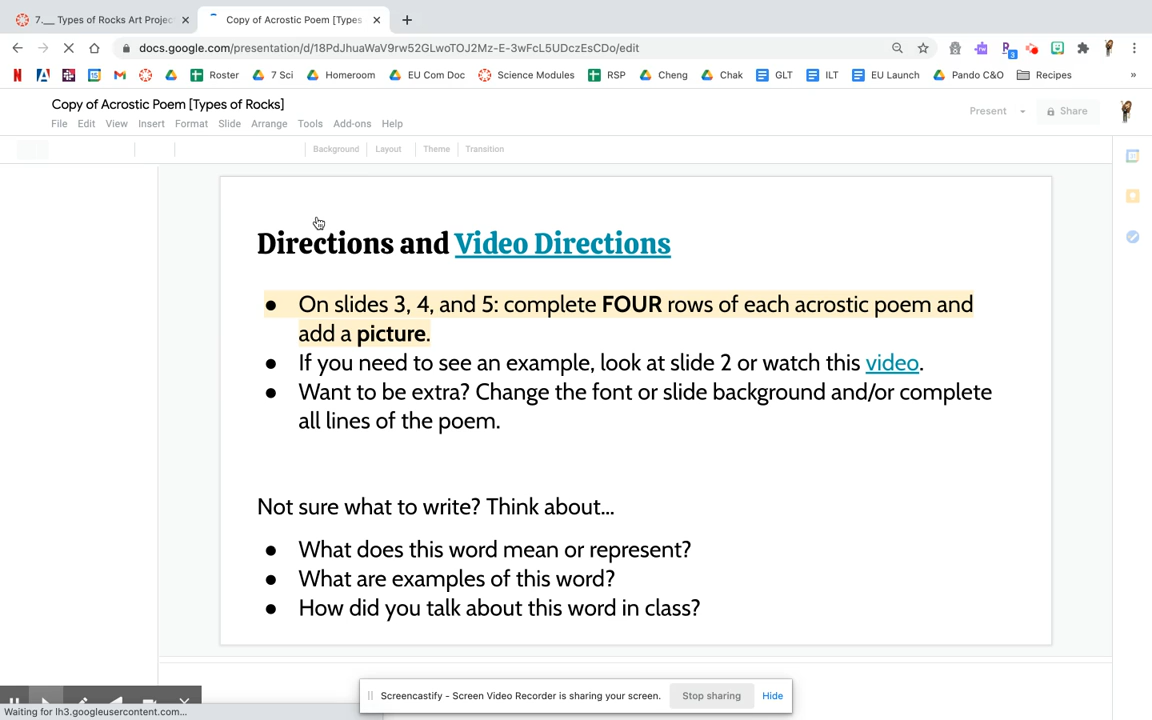 7.__ Types of Rocks Art Projec
Copy of Acrostic Poem [Types
docs.google.com/presentation/d/18PdJhuaWaV9rw52GLwoTOJ2Mz-E-3wFcL5UDczEsCDo/edit
Roster
7 Sci
Homeroom
EU Com Doc
Science Modules
RSP
Cheng
Chak
GLT
ILT
EU Launch
Pando C&O
Recipes
Copy of Acrostic Poem [Types of Rocks]
Present
Share
File Edit View Insert Format Slide Arrange Tools Add-ons Help
Background Layout Theme Transition
Directions and Video Directions
● On slides 3, 4, and 5: complete FOUR rows of each acrostic poem and
add a picture.
● If you need to see an example, look at slide 2 or watch this video.
● Want to be extra? Change the font or slide background and/or complete
all lines of the poem.
Not sure what to write? Think about...
● What does this word mean or represent?
● What are examples of this word?
● How did you talk about this word in class?
Screencastify - Screen Video Recorder is sharing your screen.
Stop sharing
Hide
Waiting for lh3.googleusercontent.com...